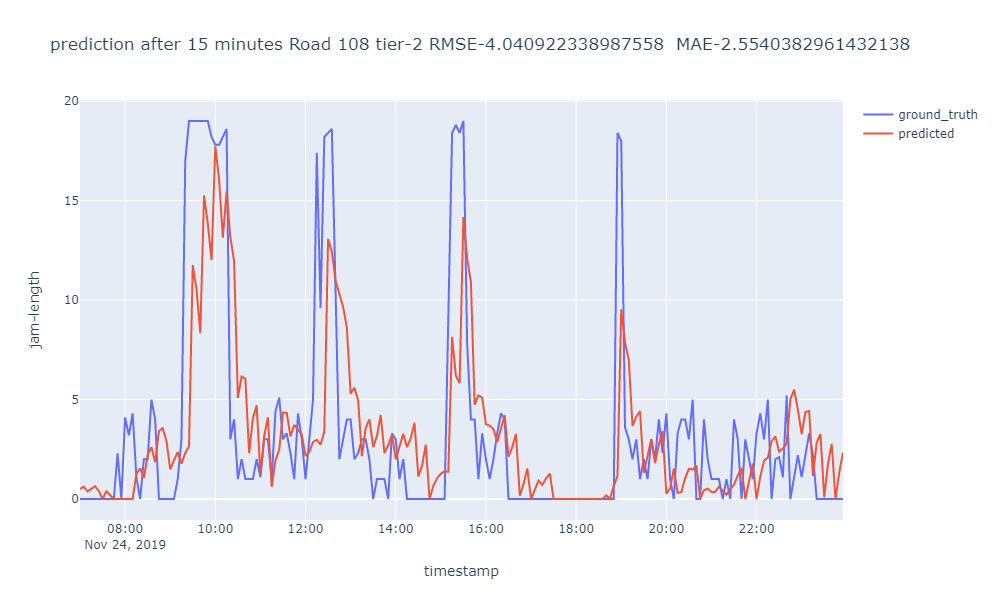 prediction after 15 minutes Road 108 tier-2 RMSE-4.040922338987558  MAE-2.5540382961432138
ground_truth
predicted
jam-length
20
15
10
5
0
08:00 10:00 12:00 14:00 16:00 18:00 20:00 22:00
Nov 24, 2019
timestamp